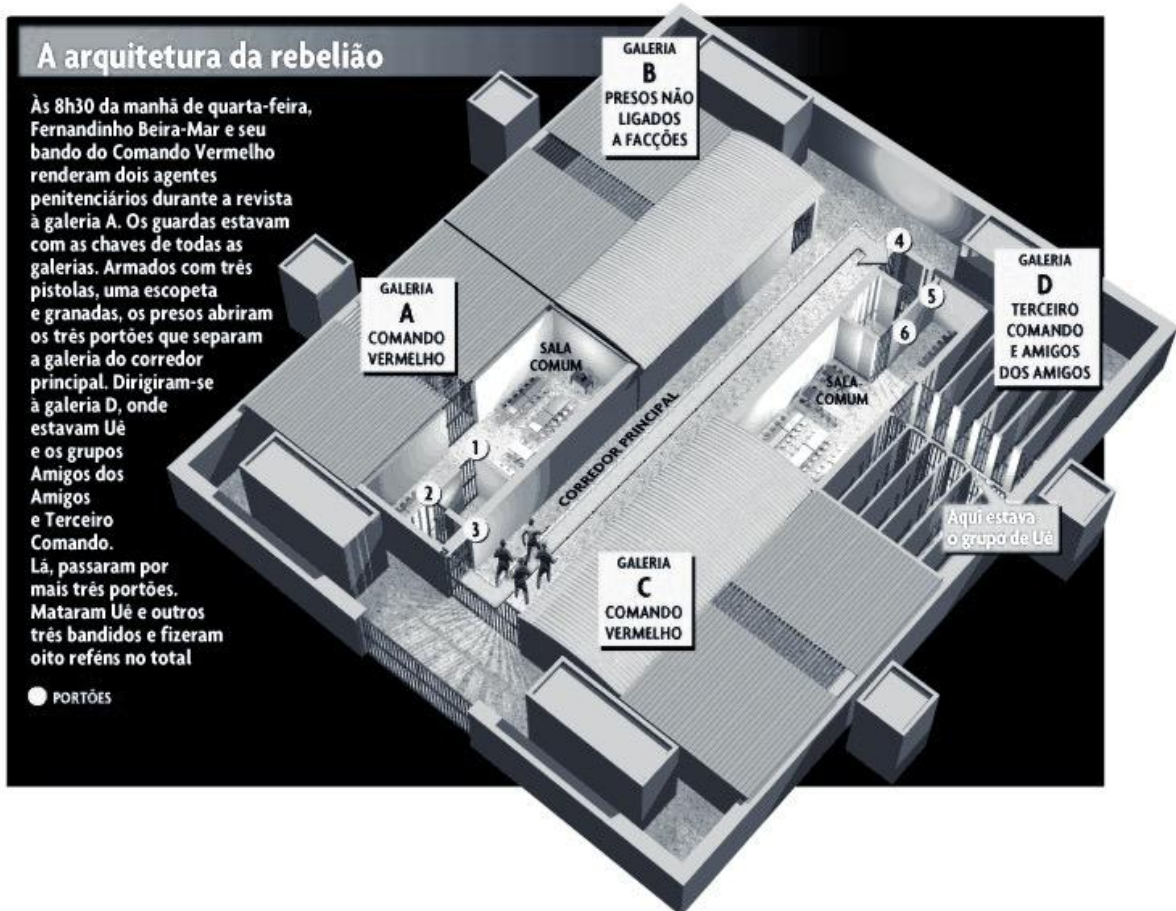 A arquitetura da rebelião
Às 8h30 da manhã de quarta-feira,
Fernandinho Beira-Mar e seu
bando do Comando Vermelho
renderam dois agentes
penitenciários durante a revista
à galeria A. Os guardas estavam
com as chaves de todas as
galerias. Armados com três
pistolas, uma escopeta
e granadas, os presos abriram
os três portões que separam
a galeria do corredor
principal. Dirigiram-se
à galeria D, onde
estavam Uê
e os grupos
Amigos dos
Amigos
e Terceiro
Comando.
Lá, passaram por
mais três portões.
Mataram Uê e outros
três bandidos e fizeram
oito reféns no total
PORTÕES
GALERIA
A
COMANDO
VERMELHO
GALERIA
B
PRESOS NÃO
LIGADOS
A FACÇÕES
GALERIA
C
COMANDO
VERMELHO
GALERIA
D
TERCEIRO
COMANDO
E AMIGOS
DOS AMIGOS
SALA
COMUM
CORREDOR PRINCIPAL
SALA
COMUM
1
2
3
4
5
6
Aqui estava
o grupo de Uê